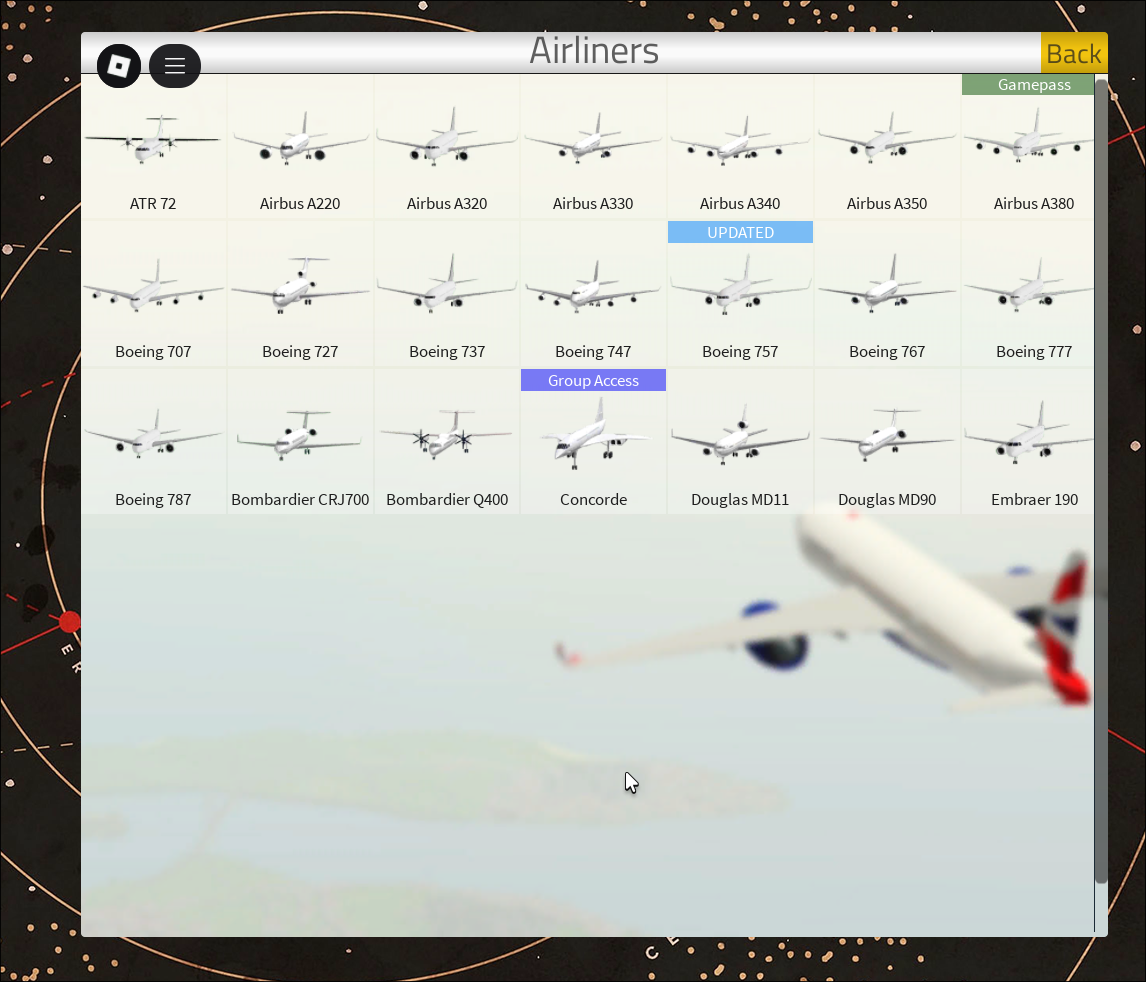 Airliners
Back
Gamepass
ATR 72
Airbus A220
Airbus A320
Airbus A330
Airbus A340
Airbus A350
Airbus A380
UPDATED
Boeing 707
Boeing 727
Boeing 737
Boeing 747
Boeing 757
Boeing 767
Boeing 777
Group Access
Boeing 787
Bombardier CRJ700
Bombardier Q400
Concorde
Douglas MD11
Douglas MD90
Embraer 190
E R
C E